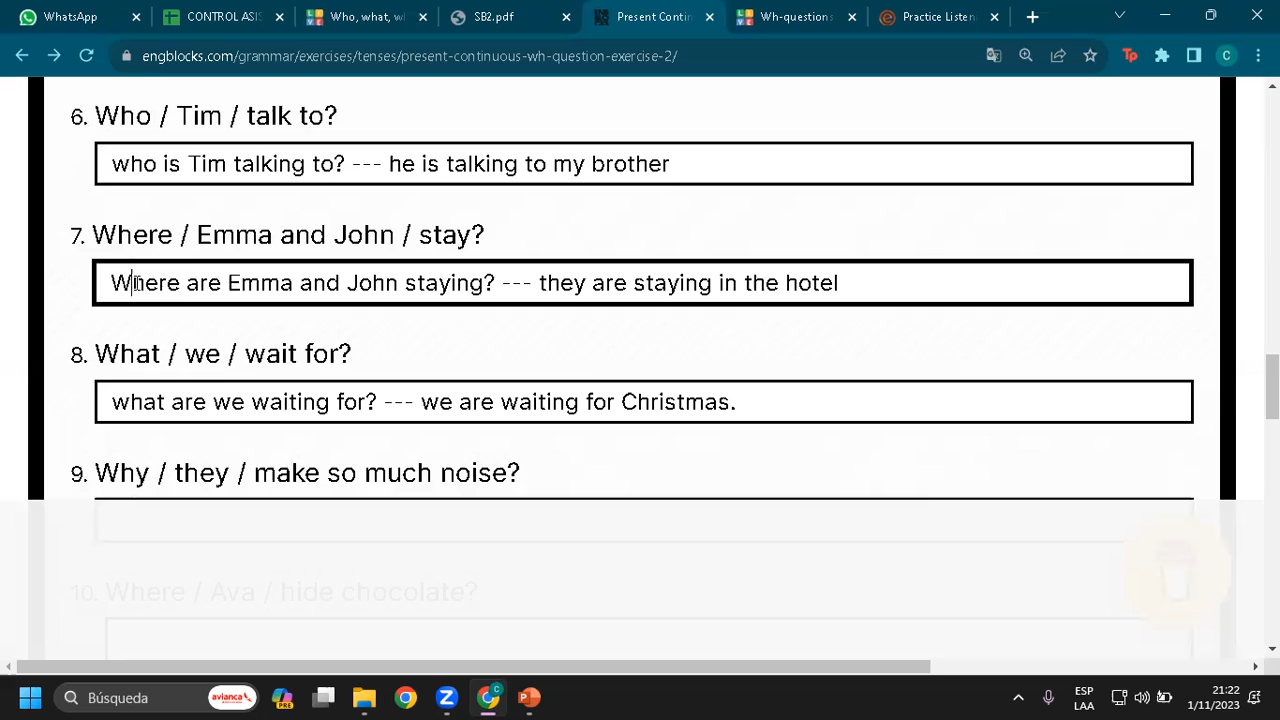 WhatsApp
CONTROL ASIS
Who, what, w
SB2.pdf
Present Contin
Wh-questions
Practice Listen
engblocks.com/grammar/exercises/tenses/present-continuous-wh-question-exercise-2/
6. Who / Tim / talk to?
who is Tim talking to? --- he is talking to my brother
7. Where / Emma and John / stay?
Where are Emma and John staying? --- they are staying in the hotel
8. What / we / wait for?
what are we waiting for? --- we are waiting for Christmas.
9. Why / they / make so much noise?
10. Where / Ava / hide chocolate?
Búsqueda
avianca
PRE
ESP
LAA
21:22
1/11/2023